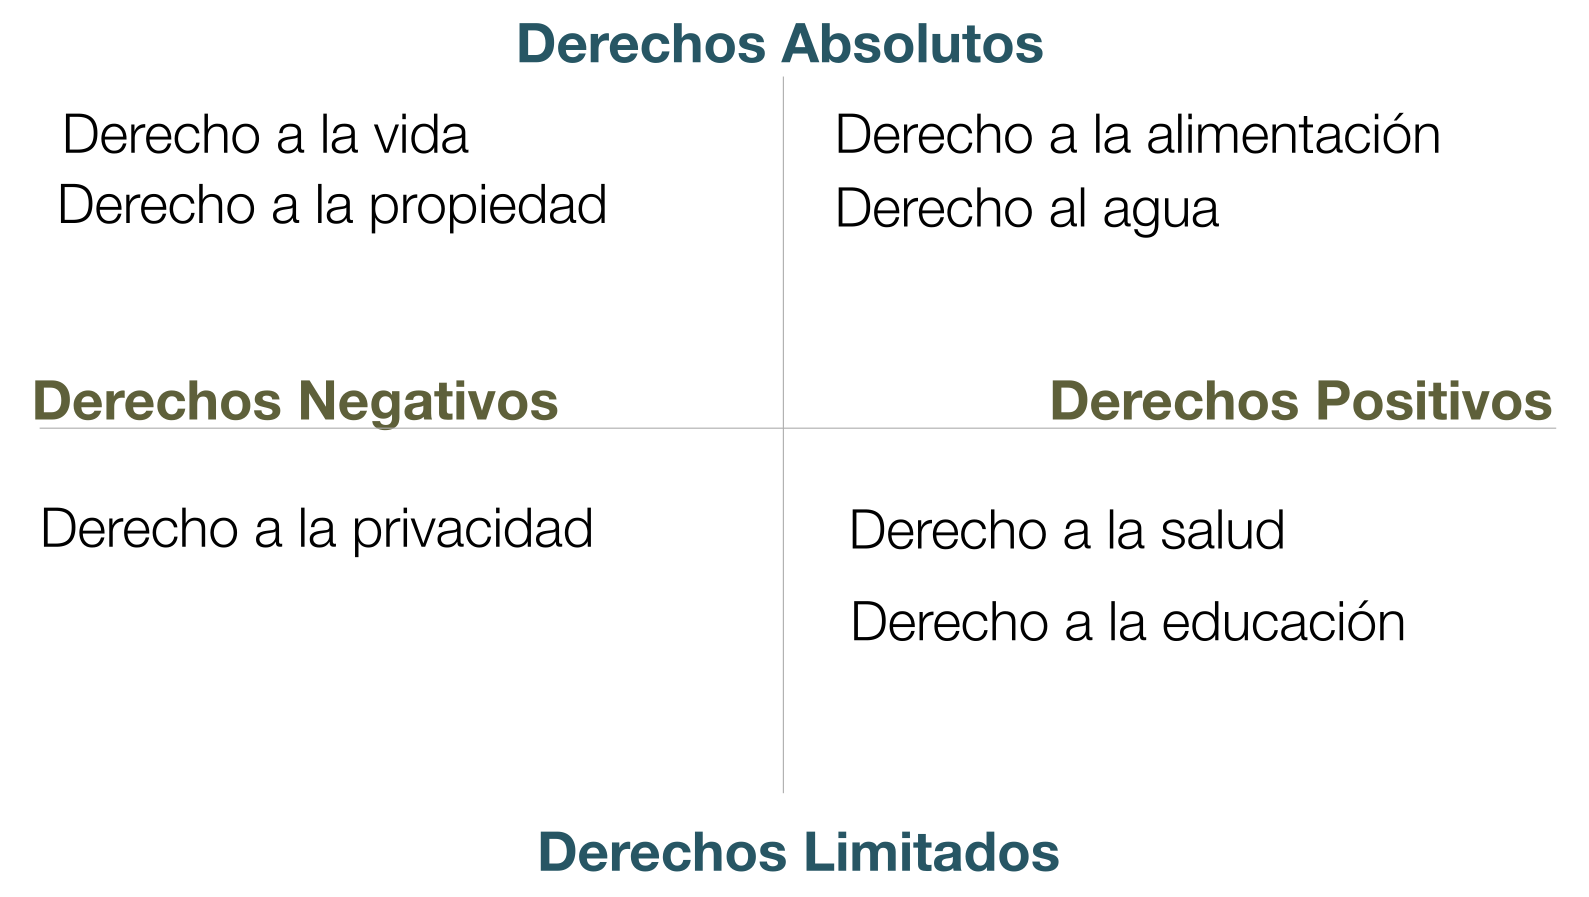 Derechos Absolutos
Derecho a la vida
Derecho a la propiedad
Derecho a la alimentación
Derecho al agua
Derechos Negativos
Derechos Positivos
Derecho a la privacidad
Derecho a la salud
Derecho a la educación
Derechos Limitados